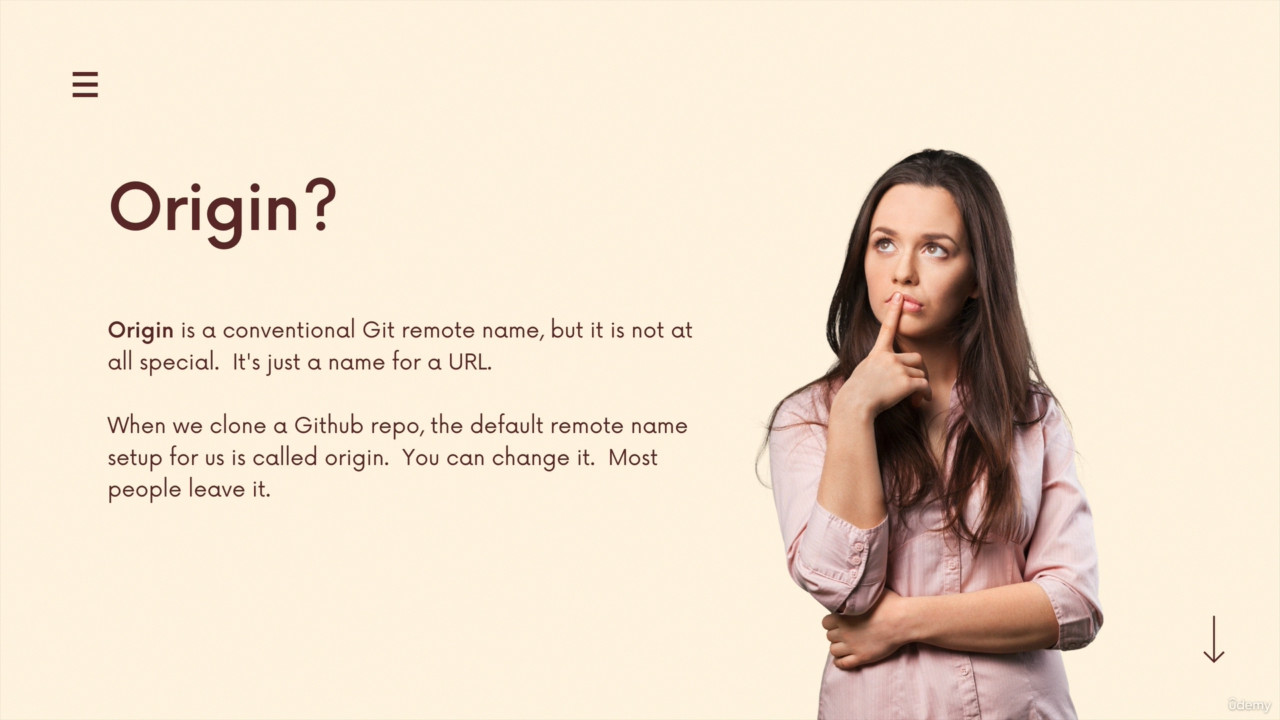 Origin?
Origin is a conventional Git remote name, but it is not at
all special.  It's just a name for a URL.
When we clone a Github repo, the default remote name
setup for us is called origin.  You can change it.  Most
people leave it.
ûdemy